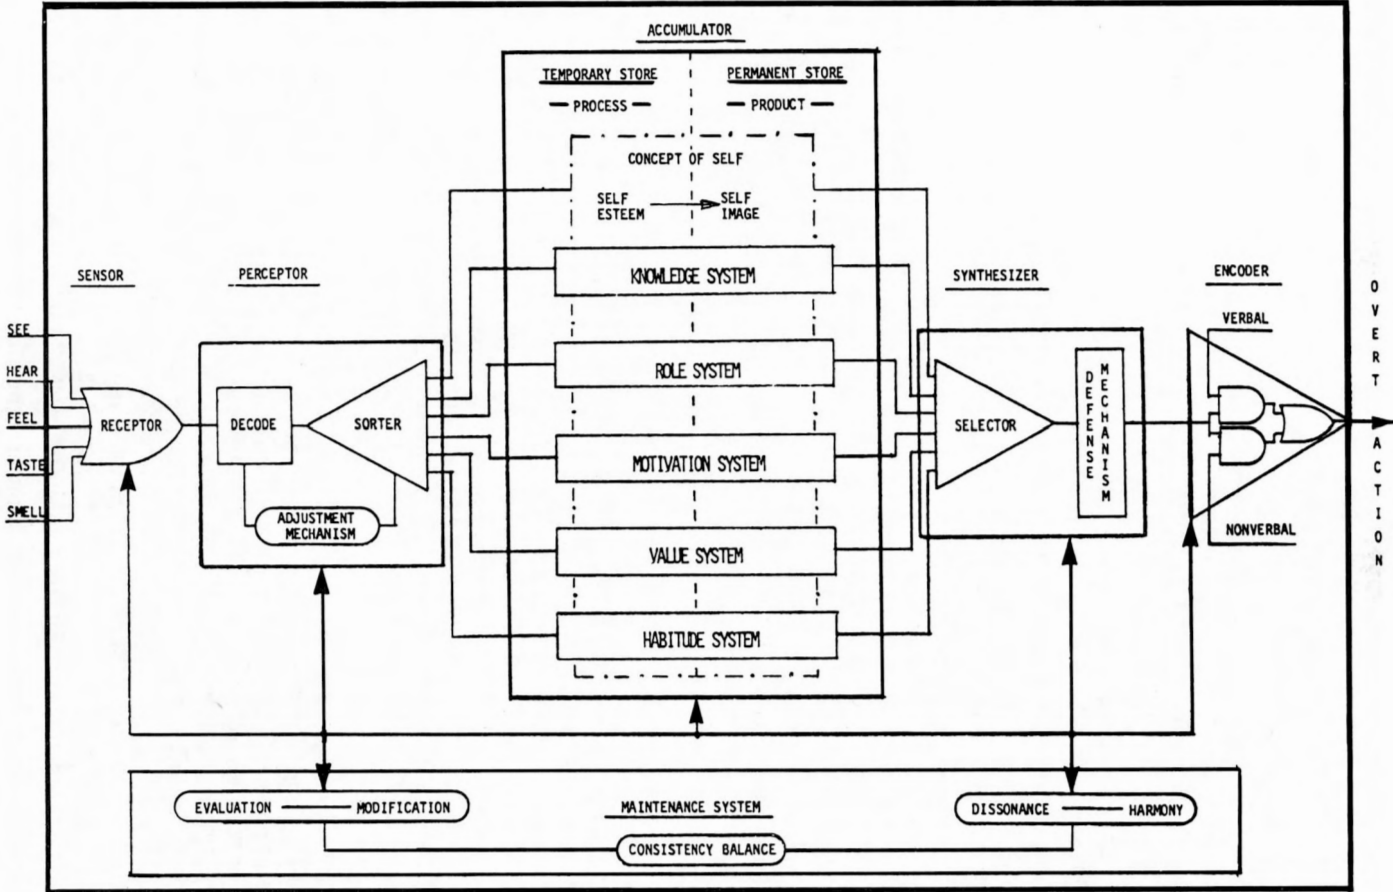 ACCUMULATOR
TEMPORARY STORE
PERMANENT STORE
PROCESS
PRODUCT
CONCEPT OF SELF
SELF
ESTEEM
SELF
IMAGE
SENSOR
PERCEPTOR
SYNTHESIZER
ENCODER
SEE
HEAR
FEEL
TASTE
SMELL
RECEPTOR
DECODE
SORTER
ADJUSTMENT
MECHANISM
KNOWLEDGE SYSTEM
ROLE SYSTEM
MOTIVATION SYSTEM
VALUE SYSTEM
HABITUDE SYSTEM
SELECTOR
DEFENSE
MECHANISM
VERBAL
NONVERBAL
OVERT
ACTION
EVALUATION
MODIFICATION
MAINTENANCE SYSTEM
CONSISTENCY BALANCE
DISSONANCE
HARMONY